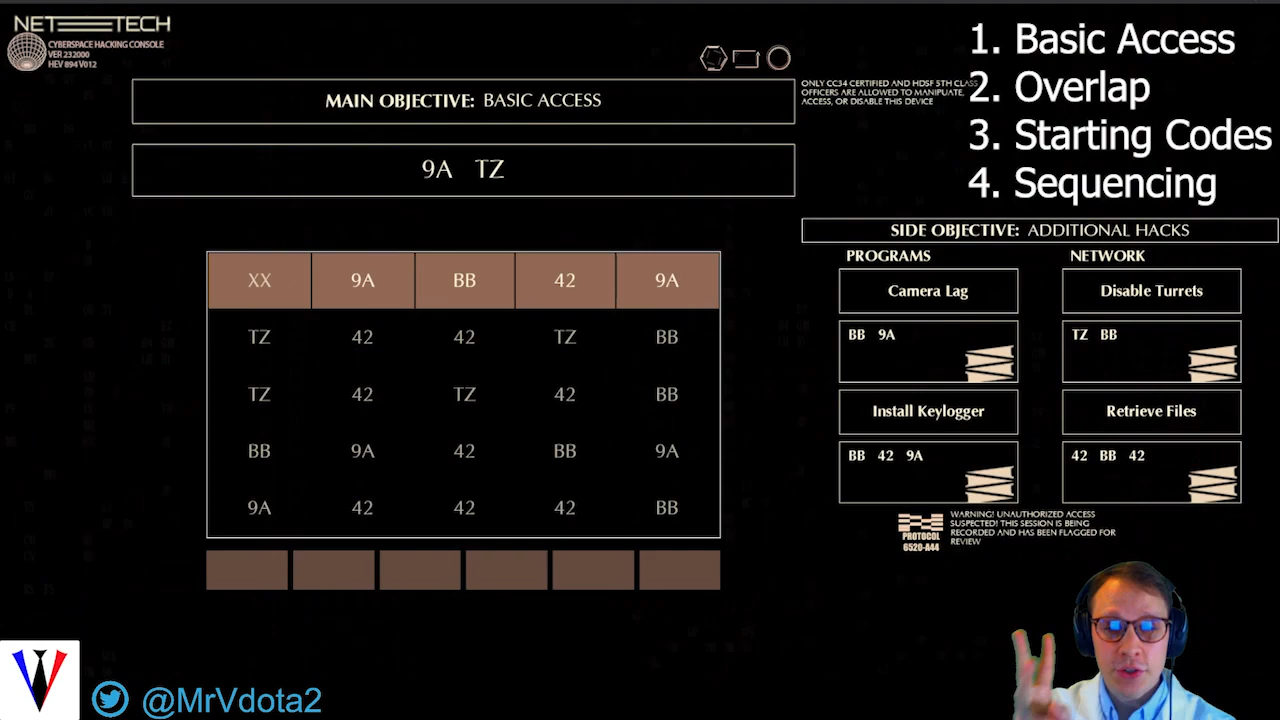 NET TECH
CYBERSPACE HACKING CONSOLE
VER 232000
HEV 894 V012
MAIN OBJECTIVE: BASIC ACCESS
9A TZ
ONLY CC34 CERTIFIED AND HDSF 5TH CLASS
OFFICERS ARE ALLOWED TO MANIPUATE,
ACCESS, OR DISABLE THIS DEVICE
1. Basic Access
2. Overlap
3. Starting Codes
4. Sequencing
XX 9A BB 42 9A
TZ 42 42 TZ BB
TZ 42 TZ 42 BB
BB 9A 42 BB 9A
9A 42 42 42 BB
SIDE OBJECTIVE: ADDITIONAL HACKS
PROGRAMS
Camera Lag
BB 9A
Install Keylogger
BB 42 9A
NETWORK
Disable Turrets
TZ BB
Retrieve Files
42 BB 42
PROTOCOL
6520-A44
WARNING! UNAUTHORIZED ACCESS
SUSPECTED! THIS SESSION IS BEING
RECORDED AND HAS BEEN FLAGGED FOR
REVIEW
@MrVdota2